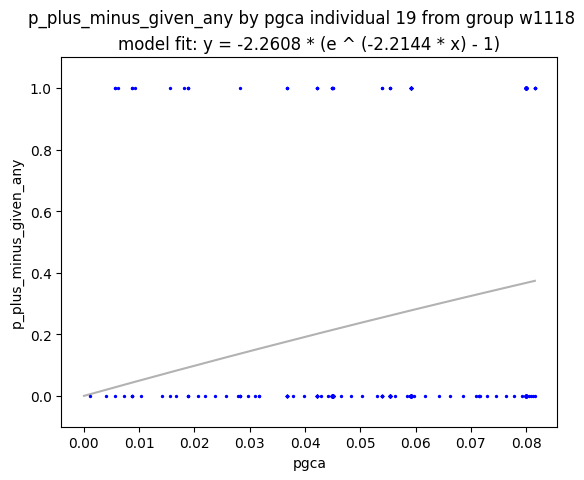 p_plus_minus_given_any by pgca individual 19 from group w1118
model fit: y = -2.2608 * (e ^ (-2.2144 * x) - 1)
1.0
0.8
0.6
0.4
0.2
0.0
p_plus_minus_given_any
0.00 0.01 0.02 0.03 0.04 0.05 0.06 0.07 0.08
pgca